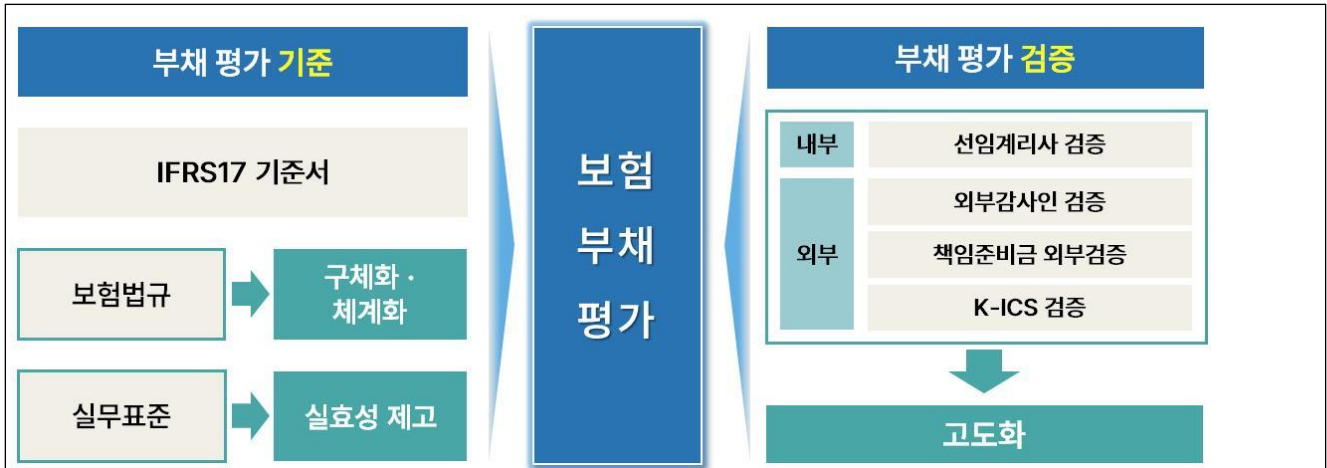 부채 평가 기준
IFRS17 기준서
보험법규
구체화 ·
체계화
실무표준
실효성 제고
보험
부채
평가
부채 평가 검증
내부
선임계리사 검증
외부
외부감사인 검증
책임준비금 외부검증
K-ICS 검증
고도화